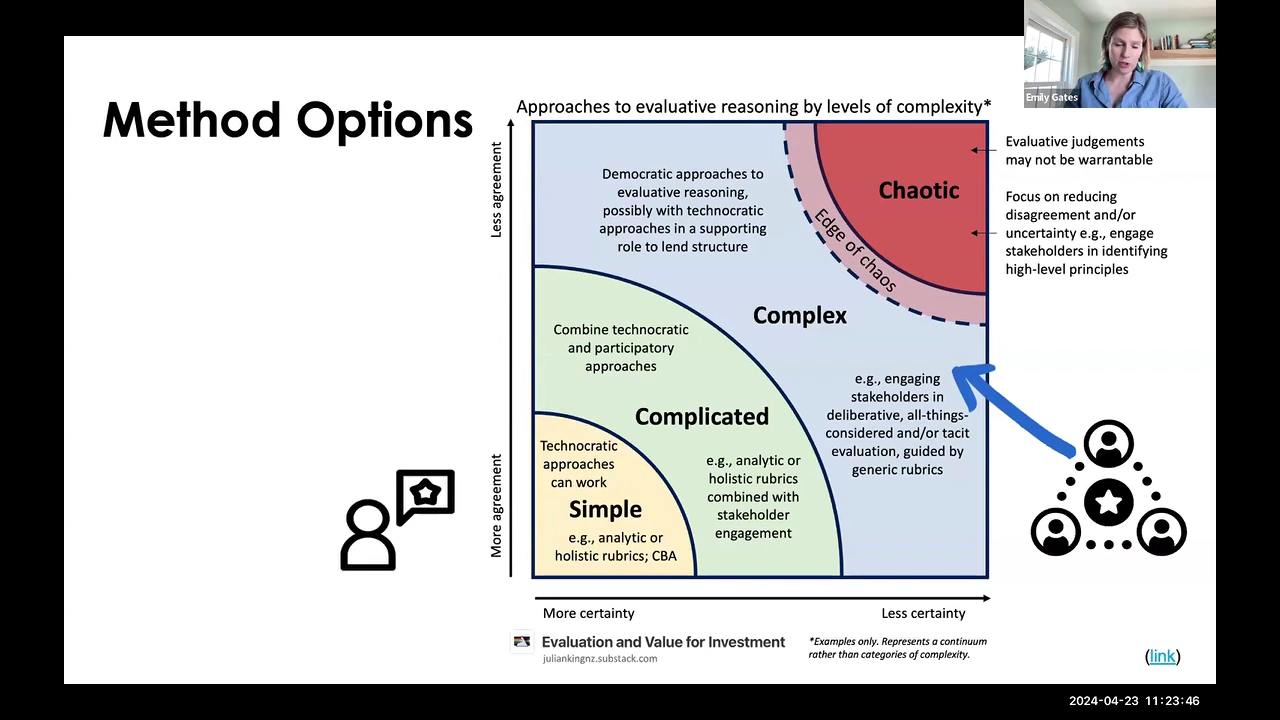 Method Options
Emily Gates
Approaches to evaluative reasoning by levels of complexity*
Less agreement
More agreement
Democratic approaches to
evaluative reasoning,
possibly with technocratic
approaches in a supporting
role to lend structure
Chaotic
Edge of chaos
Evaluative judgements
may not be warrantable
Focus on reducing
disagreement and/or
uncertainty e.g., engage
stakeholders in identifying
high-level principles
Complex
Combine technocratic
and participatory
approaches
Complicated
e.g., engaging
stakeholders in
deliberative, all-things-
considered and/or tacit
evaluation, guided by
generic rubrics
Technocratic
approaches
can work
Simple
e.g., analytic or
holistic rubrics; CBA
e.g., analytic or
holistic rubrics
combined with
stakeholder
engagement
More certainty
Less certainty
Evaluation and Value for Investment
juliankingnz.substack.com
*Examples only. Represents a continuum
rather than categories of complexity.
(link)
2024-04-23 11:23:46